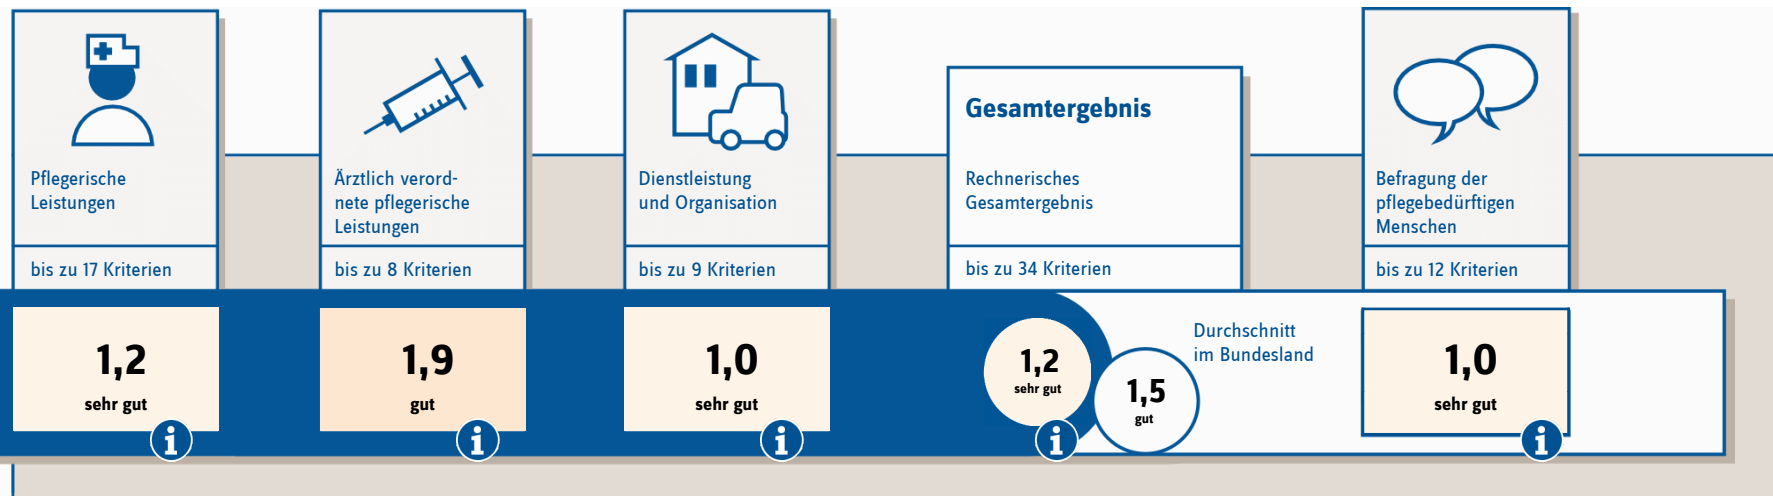 Pflegerische
Leistungen
bis zu 17 Kriterien
1,2
sehr gut
i
Ärztlich verord-
nete pflegerische
Leistungen
bis zu 8 Kriterien
1,9
gut
i
Dienstleistung
und Organisation
bis zu 9 Kriterien
1,0
sehr gut
i
Gesamtergebnis
Rechnerisches
Gesamtergebnis
bis zu 34 Kriterien
1,2
sehr gut
i
1,5
gut
Durchschnitt
im Bundesland
Befragung der
pflegebedürftigen
Menschen
bis zu 12 Kriterien
1,0
sehr gut
i